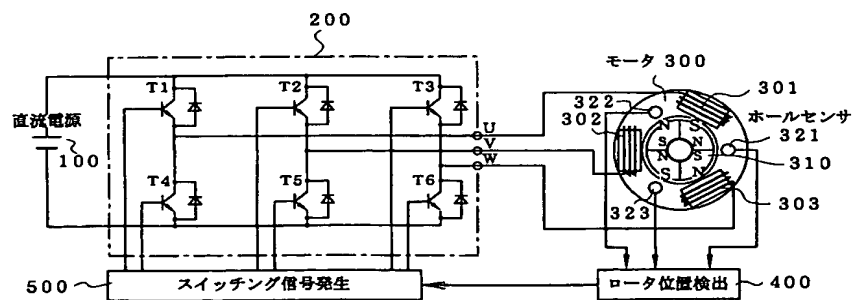 200
モータ 300
T1
T2
T3
301
322
302
ホールセンサ
321
直流電源
100
U
V
W
N
S
S
N
S
N
N
S
S
N
310
T4
T5
T6
323
303
500
スイッチング信号発生
ロータ位置検出
400